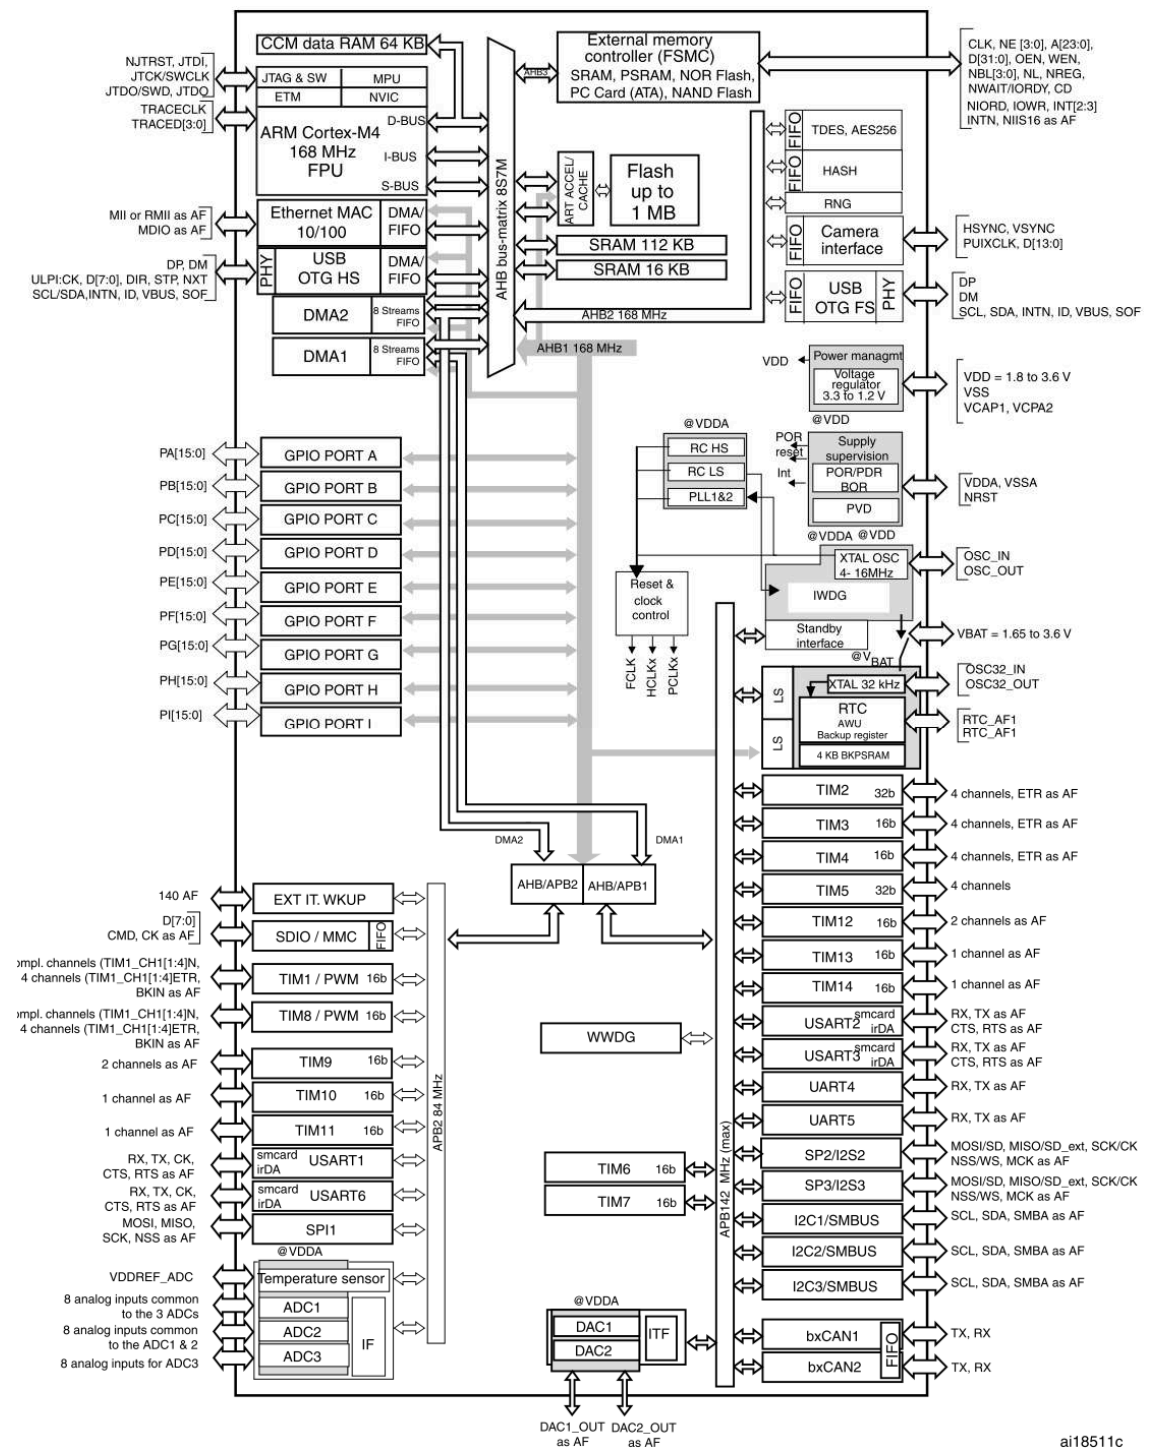 CCM data RAM 64 KB
NJTRST, JTDI,
JTCK/SWCLK
JTDO/SWD, JTDO
TRACECLK
TRACED[3:0]
JTAG & SW
MPU
ETM
NVIC
ARM Cortex-M4
168 MHz
FPU
D-BUS
I-BUS
S-BUS
MII or RMII as AF
MDIO as AF
Ethernet MAC
10/100
DMA/
FIFO
DP, DM
ULPI:CK, D[7:0], DIR, STP, NXT
SCL/SDA,INTN, ID, VBUS, SOF
PHY
USB
OTG HS
DMA/
FIFO
DMA2
8 Streams
FIFO
DMA1
8 Streams
FIFO
AHB bus-matrix 8S7M
AHB3
External memory
controller (FSMC)
SRAM, PSRAM, NOR Flash,
PC Card (ATA), NAND Flash
CLK, NE [3:0], A[23:0],
D[31:0], OEN, WEN,
NBL[3:0], NL, NREG,
NWAIT/IORDY, CD
NIORD, IOWR, INT[2:3]
INTN, NIIS16 as AF
ART ACCEL/
CACHE
Flash
up to
1 MB
SRAM 112 KB
SRAM 16 KB
AHB2 168 MHz
AHB1 168 MHz
FIFO
TDES, AES256
FIFO
HASH
RNG
FIFO
Camera
interface
HSYNC, VSYNC
PUIXCLK, D[13:0]
FIFO
USB
OTG FS
PHY
DP
DM
SCL, SDA, INTN, ID, VBUS, SOF
VDD
Power managmt
Voltage
regulator
3.3 to 1.2 V
VDD = 1.8 to 3.6 V
VSS
VCAP1, VCPA2
@VDD
@VDDA
RC HS
RC LS
PLL1&2
POR
reset
Int
Supply
supervision
POR/PDR
BOR
PVD
VDDA, VSSA
NRST
@VDDA @VDD
XTAL OSC
4- 16MHz
OSC_IN
OSC_OUT
IWDG
Reset &
clock
control
FCLK
HCLKx
PCLKx
Standby
interface
VBAT = 1.65 to 3.6 V
@VBAT
LS
LS
XTAL 32 kHz
OSC32_IN
OSC32_OUT
RTC
AWU
Backup register
4 KB BKPSRAM
RTC_AF1
RTC_AF1
PA[15:0]
GPIO PORT A
PB[15:0]
GPIO PORT B
PC[15:0]
GPIO PORT C
PD[15:0]
GPIO PORT D
PE[15:0]
GPIO PORT E
PF[15:0]
GPIO PORT F
PG[15:0]
GPIO PORT G
PH[15:0]
GPIO PORT H
PI[15:0]
GPIO PORT I
DMA2
DMA1
AHB/APB2
AHB/APB1
140 AF
EXT IT. WKUP
D[7:0]
CMD, CK as AF
SDIO / MMC
FIFO
ompl. channels (TIM1_CH1[1:4]N,
4 channels (TIM1_CH1[1:4]ETR,
BKIN as AF
TIM1 / PWM 16b
ompl. channels (TIM1_CH1[1:4]N,
4 channels (TIM1_CH1[1:4]ETR,
BKIN as AF
TIM8 / PWM 16b
2 channels as AF
TIM9 16b
1 channel as AF
TIM10 16b
1 channel as AF
TIM11 16b
RX, TX, CK,
CTS, RTS as AF
smcard
irDA
USART1
RX, TX, CK,
CTS, RTS as AF
smcard
irDA
USART6
MOSI, MISO,
SCK, NSS as AF
SPI1
@VDDA
VDDREF_ADC
Temperature sensor
8 analog inputs common
to the 3 ADCs
ADC1
8 analog inputs common
to the ADC1 & 2
ADC2
8 analog inputs for ADC3
ADC3
IF
APB2 84 MHz
WWDG
TIM6 16b
TIM7 16b
@VDDA
DAC1
DAC2
ITF
DAC1_OUT
as AF
DAC2_OUT
as AF
APB142 MHz (max)
TIM2 32b
4 channels, ETR as AF
TIM3 16b
4 channels, ETR as AF
TIM4 16b
4 channels, ETR as AF
TIM5 32b
4 channels
TIM12 16b
2 channels as AF
TIM13 16b
1 channel as AF
TIM14 16b
1 channel as AF
USART2
smcard
irDA
RX, TX as AF
CTS, RTS as AF
USART3
smcard
irDA
RX, TX as AF
CTS, RTS as AF
UART4
RX, TX as AF
UART5
RX, TX as AF
SP2/I2S2
MOSI/SD, MISO/SD_ext, SCK/CK
NSS/WS, MCK as AF
SP3/I2S3
MOSI/SD, MISO/SD_ext, SCK/CK
NSS/WS, MCK as AF
I2C1/SMBUS
SCL, SDA, SMBA as AF
I2C2/SMBUS
SCL, SDA, SMBA as AF
I2C3/SMBUS
SCL, SDA, SMBA as AF
bxCAN1
TX, RX
FIFO
bxCAN2
TX, RX
ai18511c